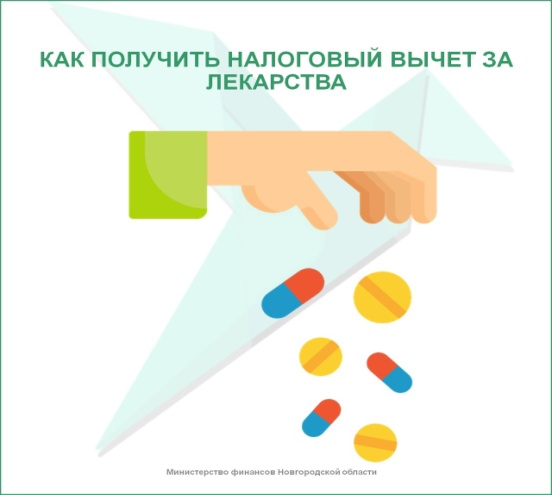 КАК ПОЛУЧИТЬ НАЛОГОВЫЙ ВЫЧЕТ ЗА
ЛЕКАРСТВА
Министерство финансов Новгородской области